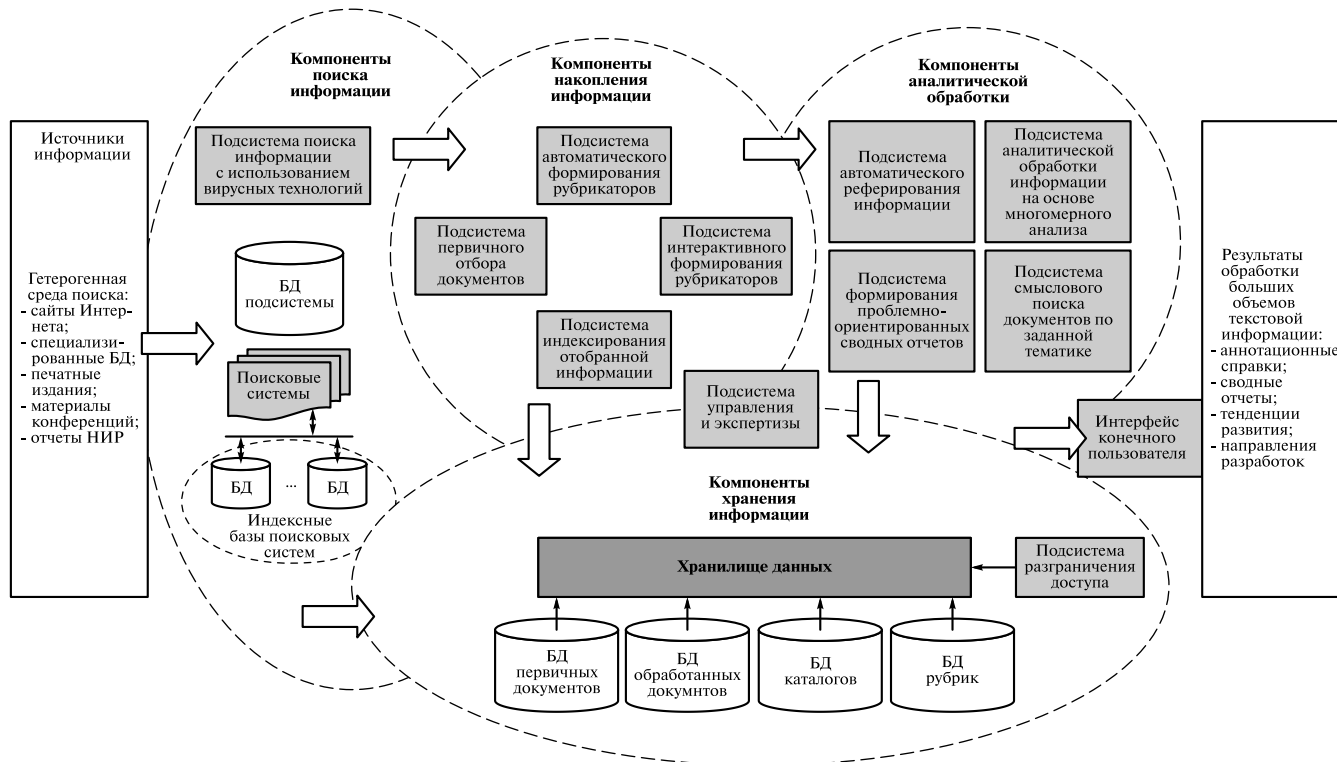 Компоненты
поиска
информации
Компоненты
накопления
информации
Компоненты
аналитической
обработки
Источники
информации
Гетерогенная
среда поиска:
- сайты Интер-
нета;
- специализи-
рованные БД;
- печатные
издания;
- материалы
конференций;
- отчеты НИР
Подсистема поиска
информации
с использованием
вирусных технологий
БД
подсистемы
Поисковые
системы
БД
...
БД
Индексные
базы поисковых
систем
Подсистема
автоматического
формирования
рубрикаторов
Подсистема
первичного
отбора
документов
Подсистема
интерактивного
формирования
рубрикаторов
Подсистема
индексирования
отобранной
информации
Подсистема
управления
и экспертизы
Подсистема
автоматического
реферирования
информации
Подсистема
аналитической
обработки
информации
на основе
многомерного
анализа
Подсистема
формирования
проблемно-
ориентированных
сводных отчетов
Подсистема
смыслового
поиска
документов по
заданной
тематике
Интерфейс
конечного
пользователя
Результаты
обработки
больших
объемов
текстовой
информации:
- аннотационные
справки;
- сводные
отчеты;
- тенденции
развития;
- направления
разработок
Компоненты
хранения
информации
Хранилище данных
Подсистема
разграничения
доступа
БД
первичных
документов
БД
обработанных
докумнтов
БД
каталогов
БД
рубрик